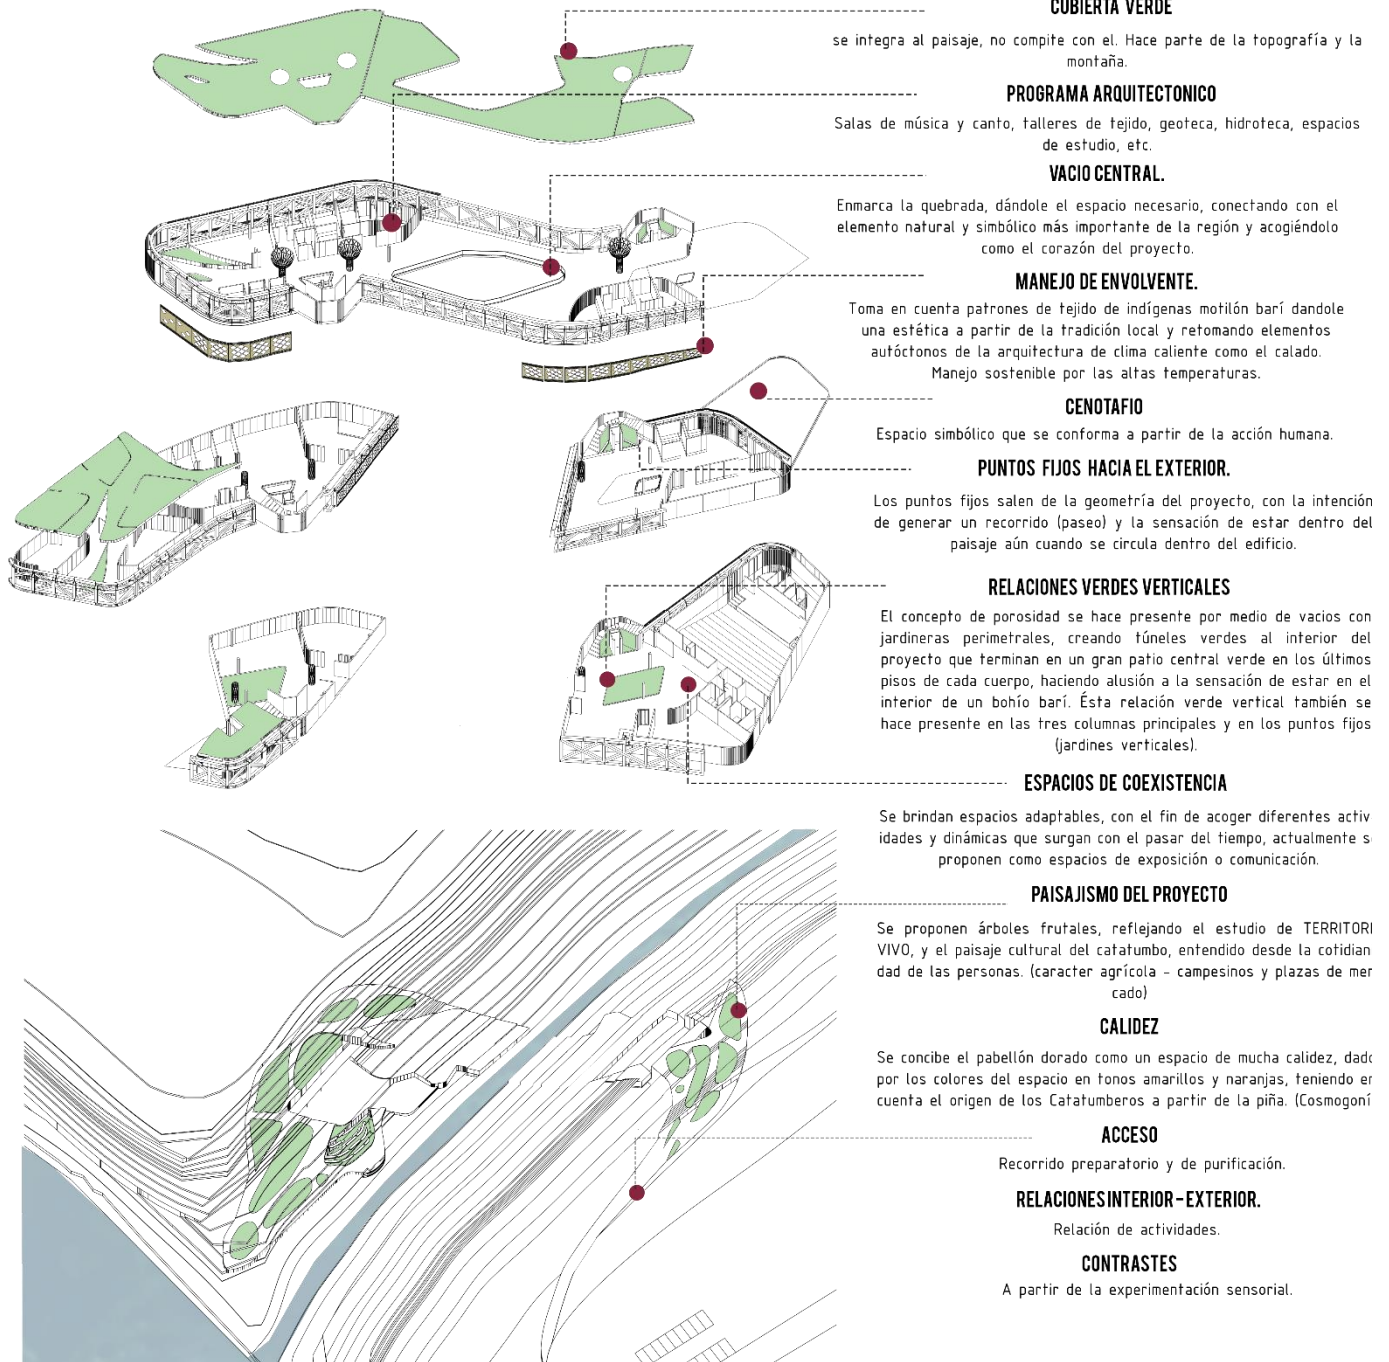 CUBIERTA VERDE
se integra al paisaje, no compite con el. Hace parte de la topografía y la
montaña.
PROGRAMA ARQUITECTONICO
Salas de música y canto, talleres de tejido, geoteca, hidroteca, espacios
de estudio, etc.
VACIO CENTRAL.
Enmarca la quebrada, dándole el espacio necesario, conectando con el
elemento natural y simbólico más importante de la región y acogiéndolo
como el corazón del proyecto.
MANEJO DE ENVOLVENTE.
Toma en cuenta patrones de tejido de indígenas motilón barí dandole
una estética a partir de la tradición local y retomando elementos
autóctonos de la arquitectura de clima caliente como el calado.
Manejo sostenible por las altas temperaturas.
CENOTAFIO
Espacio simbólico que se conforma a partir de la acción humana.
PUNTOS FIJOS HACIA EL EXTERIOR.
Los puntos fijos salen de la geometría del proyecto, con la intención
de generar un recorrido (paseo) y la sensación de estar dentro del
paisaje aún cuando se circula dentro del edificio.
RELACIONES VERDES VERTICALES
El concepto de porosidad se hace presente por medio de vacios con
jardineras perimetrales, creando túneles verdes al interior del
proyecto que terminan en un gran patio central verde en los últimos
pisos de cada cuerpo, haciendo alusión a la sensación de estar en el
interior de un bohío barí. Ésta relación verde vertical también se
hace presente en las tres columnas principales y en los puntos fijos
(jardines verticales).
ESPACIOS DE COEXISTENCIA
Se brindan espacios adaptables, con el fin de acoger diferentes activ
idades y dinámicas que surgan con el pasar del tiempo, actualmente s
proponen como espacios de exposición o comunicación.
PAISAJISMO DEL PROYECTO
Se proponen árboles frutales, reflejando el estudio de TERRITORI
VIVO, y el paisaje cultural del catatumbo, entendido desde la cotidian
dad de las personas. (caracter agrícola - campesinos y plazas de mer
cado)
CALIDEZ
Se concibe el pabellón dorado como un espacio de mucha calidez, dado
por los colores del espacio en tonos amarillos y naranjas, teniendo en
cuenta el origen de los Catatumberos a partir de la piña. (Cosmogoní
ACCESO
Recorrido preparatorio y de purificación.
RELACIONES INTERIOR-EXTERIOR.
Relación de actividades.
CONTRASTES
A partir de la experimentación sensorial.